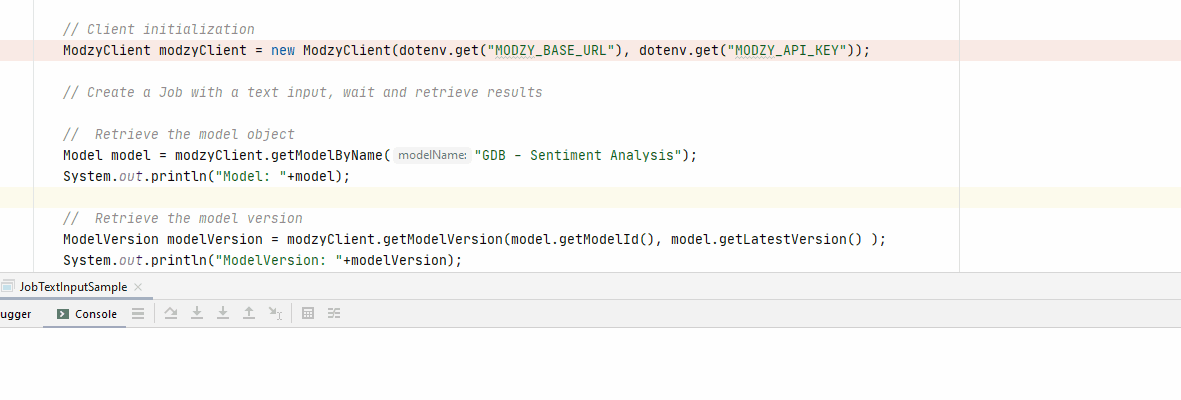 // Client initialization
ModzyClient modzyClient = new ModzyClient(dotenv.get("MODZY_BASE_URL"), dotenv.get("MODZY_API_KEY"));
// Create a Job with a text input, wait and retrieve results
//  Retrieve the model object
Model model = modzyClient.getModelByName( modelName: "GDB - Sentiment Analysis");
System.out.println("Model: "+model);
//  Retrieve the model version
ModelVersion modelVersion = modzyClient.getModelVersion(model.getModelId(), model.getLatestVersion() );
System.out.println("ModelVersion: "+modelVersion);
JobTextInputSample
ugger Console